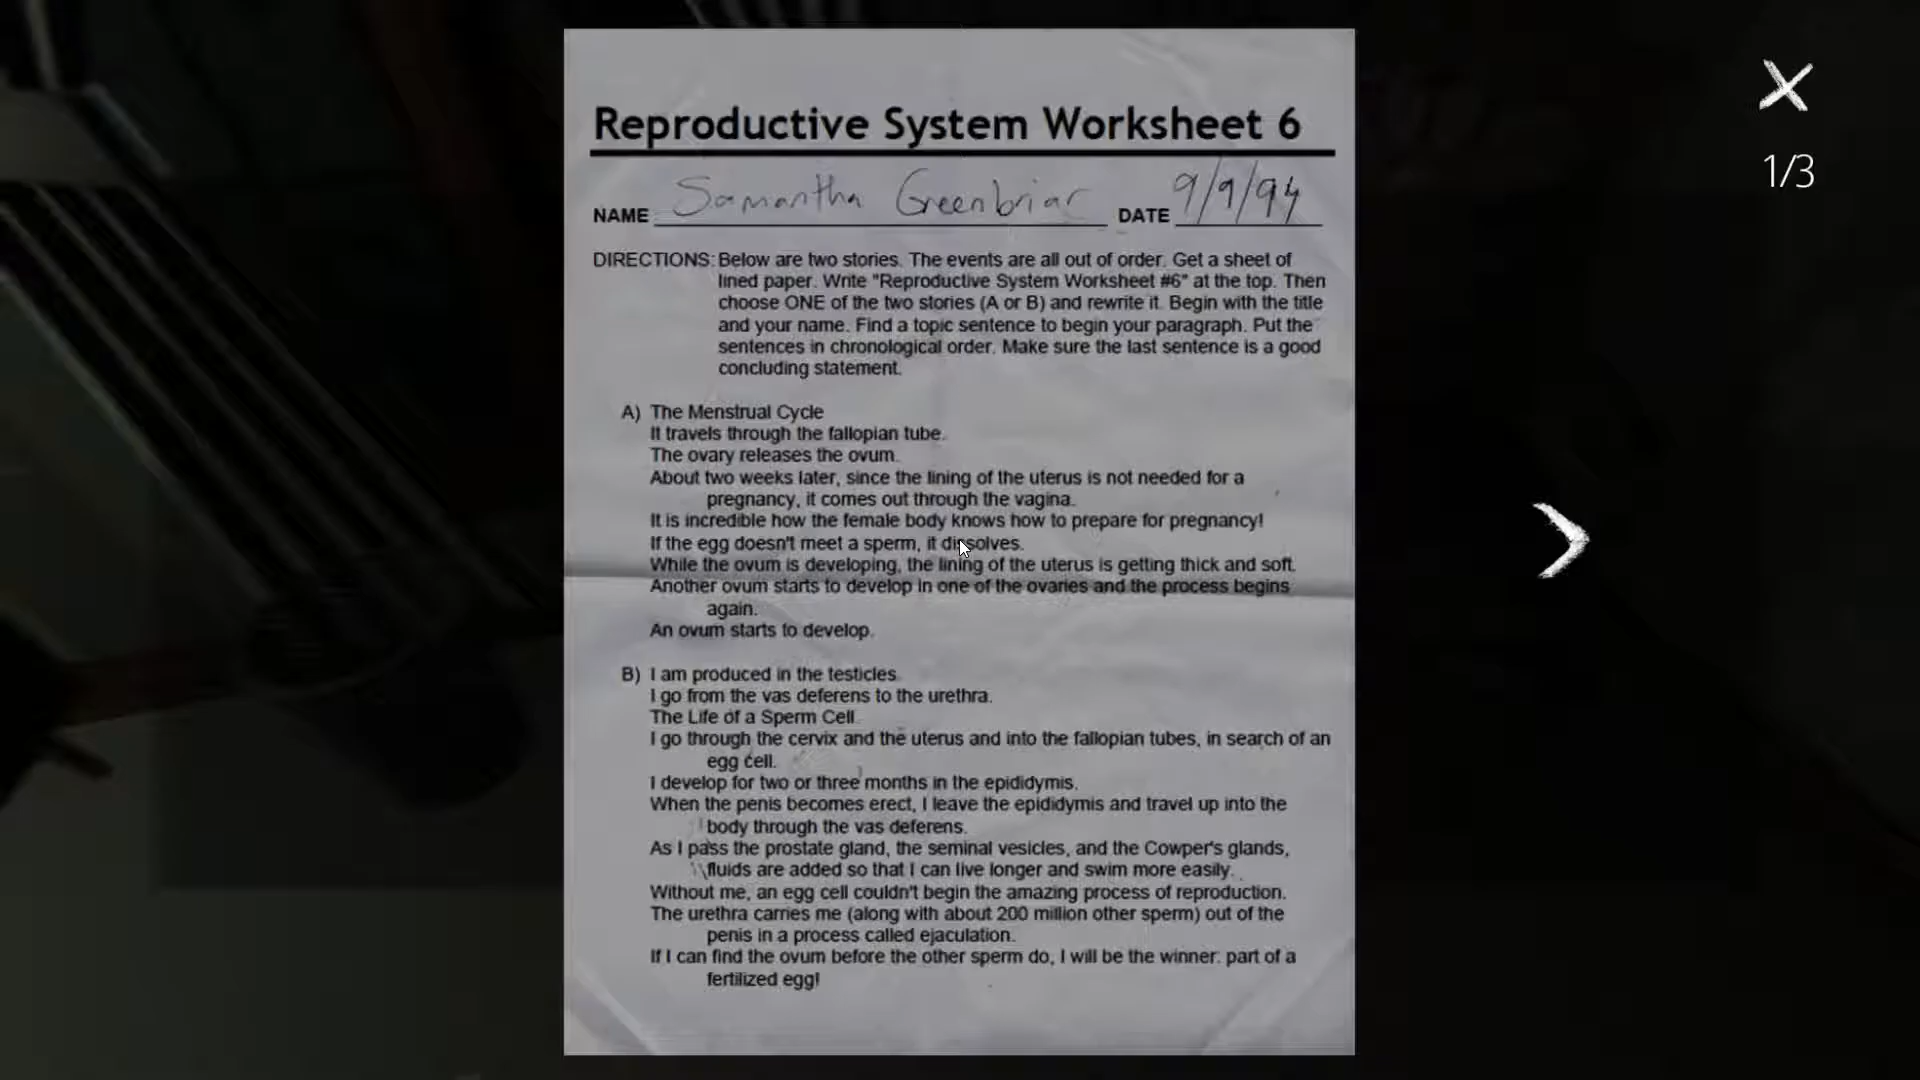 1/3
Reproductive System Worksheet 6
NAME Samantha Greenbriar DATE 9/9/94
DIRECTIONS: Below are two stories. The events are all out of order. Get a sheet of
lined paper. Write "Reproductive System Worksheet #6" at the top. Then
choose ONE of the two stories (A or B) and rewrite it. Begin with the title
and your name. Find a topic sentence to begin your paragraph. Put the
sentences in chronological order. Make sure the last sentence is a good
concluding statement.
A) The Menstrual Cycle
It travels through the fallopian tube.
The ovary releases the ovum.
About two weeks later, since the lining of the uterus is not needed for a
pregnancy, it comes out through the vagina.
It is incredible how the female body knows how to prepare for pregnancy!
If the egg doesn't meet a sperm, it dissolves.
While the ovum is developing, the lining of the uterus is getting thick and soft.
Another ovum starts to develop in one of the ovaries and the process begins
again.
An ovum starts to develop.
B) I am produced in the testicles.
I go from the vas deferens to the urethra.
The Life of a Sperm Cell
I go through the cervix and the uterus and into the fallopian tubes, in search of an
egg cell.
I develop for two or three months in the epididymis.
When the penis becomes erect, I leave the epididymis and travel up into the
body through the vas deferens.
As I pass the prostate gland, the seminal vesicles, and the Cowper's glands,
fluids are added so that I can live longer and swim more easily.
Without me, an egg cell couldn't begin the amazing process of reproduction.
The urethra carries me (along with about 200 million other sperm) out of the
penis in a process called ejaculation.
If I can find the ovum before the other sperm do, I will be the winner: part of a
fertilized egg!